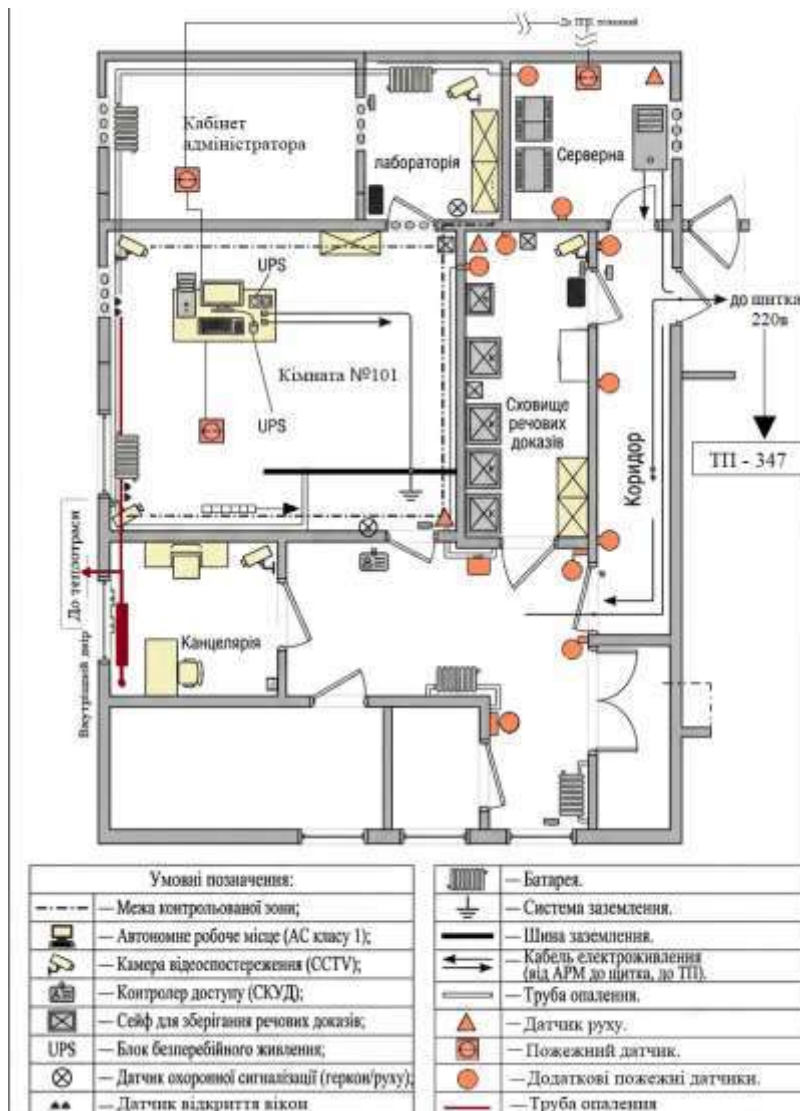 До ТПЛ
Кабінет
адміністратора
лабораторія
Серверна
UPS
до щитка
220в
Кімната №101
UPS
Сховище
речових
доказів
Коридор
ТП - 347
До теплотраси
Внутрішній двір
Канцелярія
Умовні позначення:
— Межа контрольованої зони;
— Автономне робоче місце (АС класу 1);
— Камера відеоспостереження (CCTV);
— Контролер доступу (СКУД);
— Сейф для зберігання речових доказів;
UPS — Блок безперебійного живлення;
— Датчик охоронної сигналізації (геркон/руху);
— Датчик відкриття вікон
— Батарея.
— Система заземлення.
— Шина заземлення.
— Кабель електроживлення
(від АРМ до щитка, до ТП).
— Труба опалення.
— Датчик руху.
— Пожежний датчик.
— Додаткові пожежні датчики.
— Труба опалення